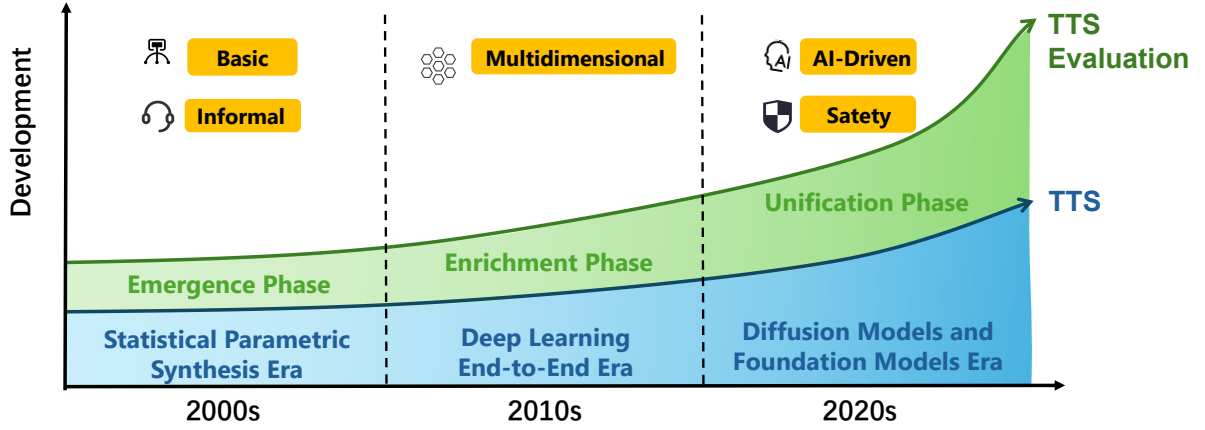 Development
Basic
Informal
Multidimensional
AI
AI-Driven
Satety
TTS
Evaluation
TTS
Emergence Phase
Enrichment Phase
Unification Phase
Statistical Parametric
Synthesis Era
Deep Learning
End-to-End Era
Diffusion Models and
Foundation Models Era
2000s
2010s
2020s